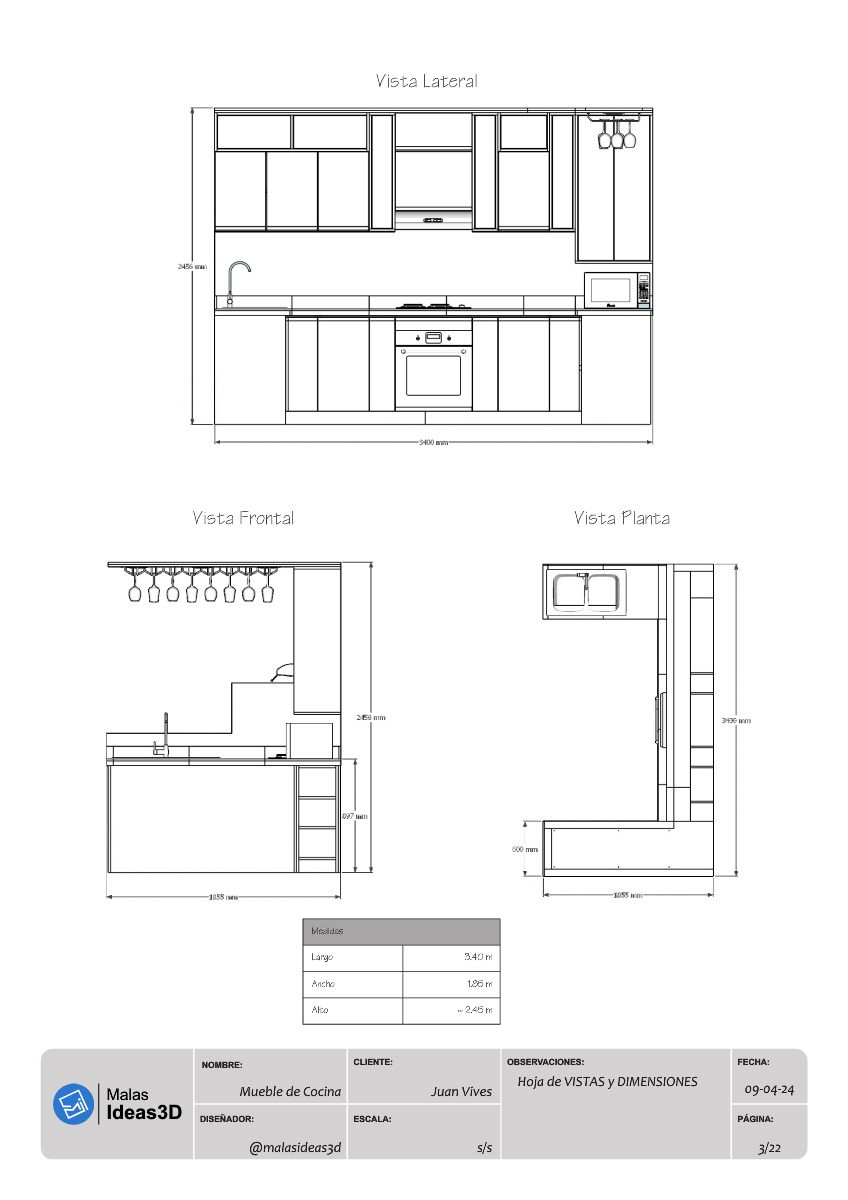 Vista Lateral
2456 mm
3400 mm
Vista Frontal
Vista Planta
2456 mm
3400 mm
897 mm
600 mm
1855 mm
1855 mm
Medidas
Largo 3.40 m
Ancho 1.85 m
Alto ~ 2.45 m
Malas
Ideas3D
NOMBRE:
Mueble de Cocina
CLIENTE:
Juan Vives
OBSERVACIONES:
Hoja de VISTAS y DIMENSIONES
FECHA:
09-04-24
DISEÑADOR:
@malasideas3d
ESCALA:
s/s
PÁGINA:
3/22